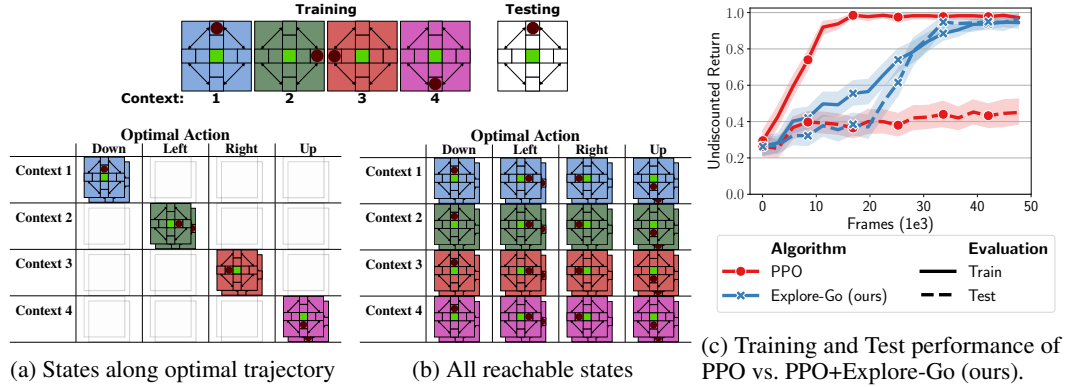 Training
Testing
Context:
1
2
3
4
Optimal Action
Down Left Right Up
Context 1
Context 2
Context 3
Context 4
(a) States along optimal trajectory
Optimal Action
Down Left Right Up
Context 1
Context 2
Context 3
Context 4
(b) All reachable states
Undiscounted Return
1.0
0.8
0.6
0.4
0.2
0.0
0 10 20 30 40 50
Frames (1e3)
Algorithm
PPO
Explore-Go (ours)
Evaluation
Train
Test
(c) Training and Test performance of
PPO vs. PPO+Explore-Go (ours).